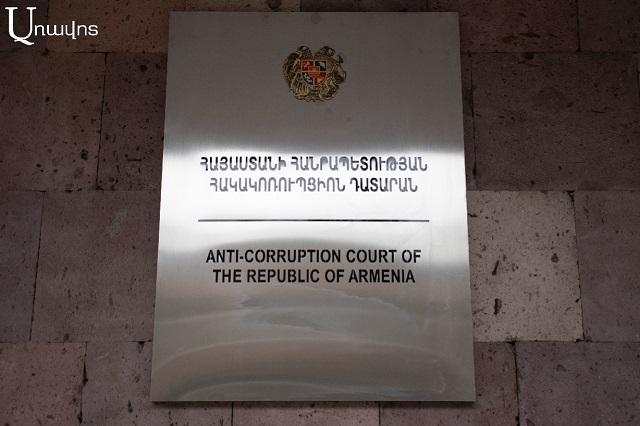 Առավոտ
ՀԱՅԱՍՏԱՆԻ ՀԱՆՐԱՊԵՏՈՒԹՅԱՆ
ՀԱԿԱԿՈՌՈՒՊՑԻՈՆ ԴԱՏԱՐԱՆ
ANTI-CORRUPTION COURT OF
THE REPUBLIC OF ARMENIA